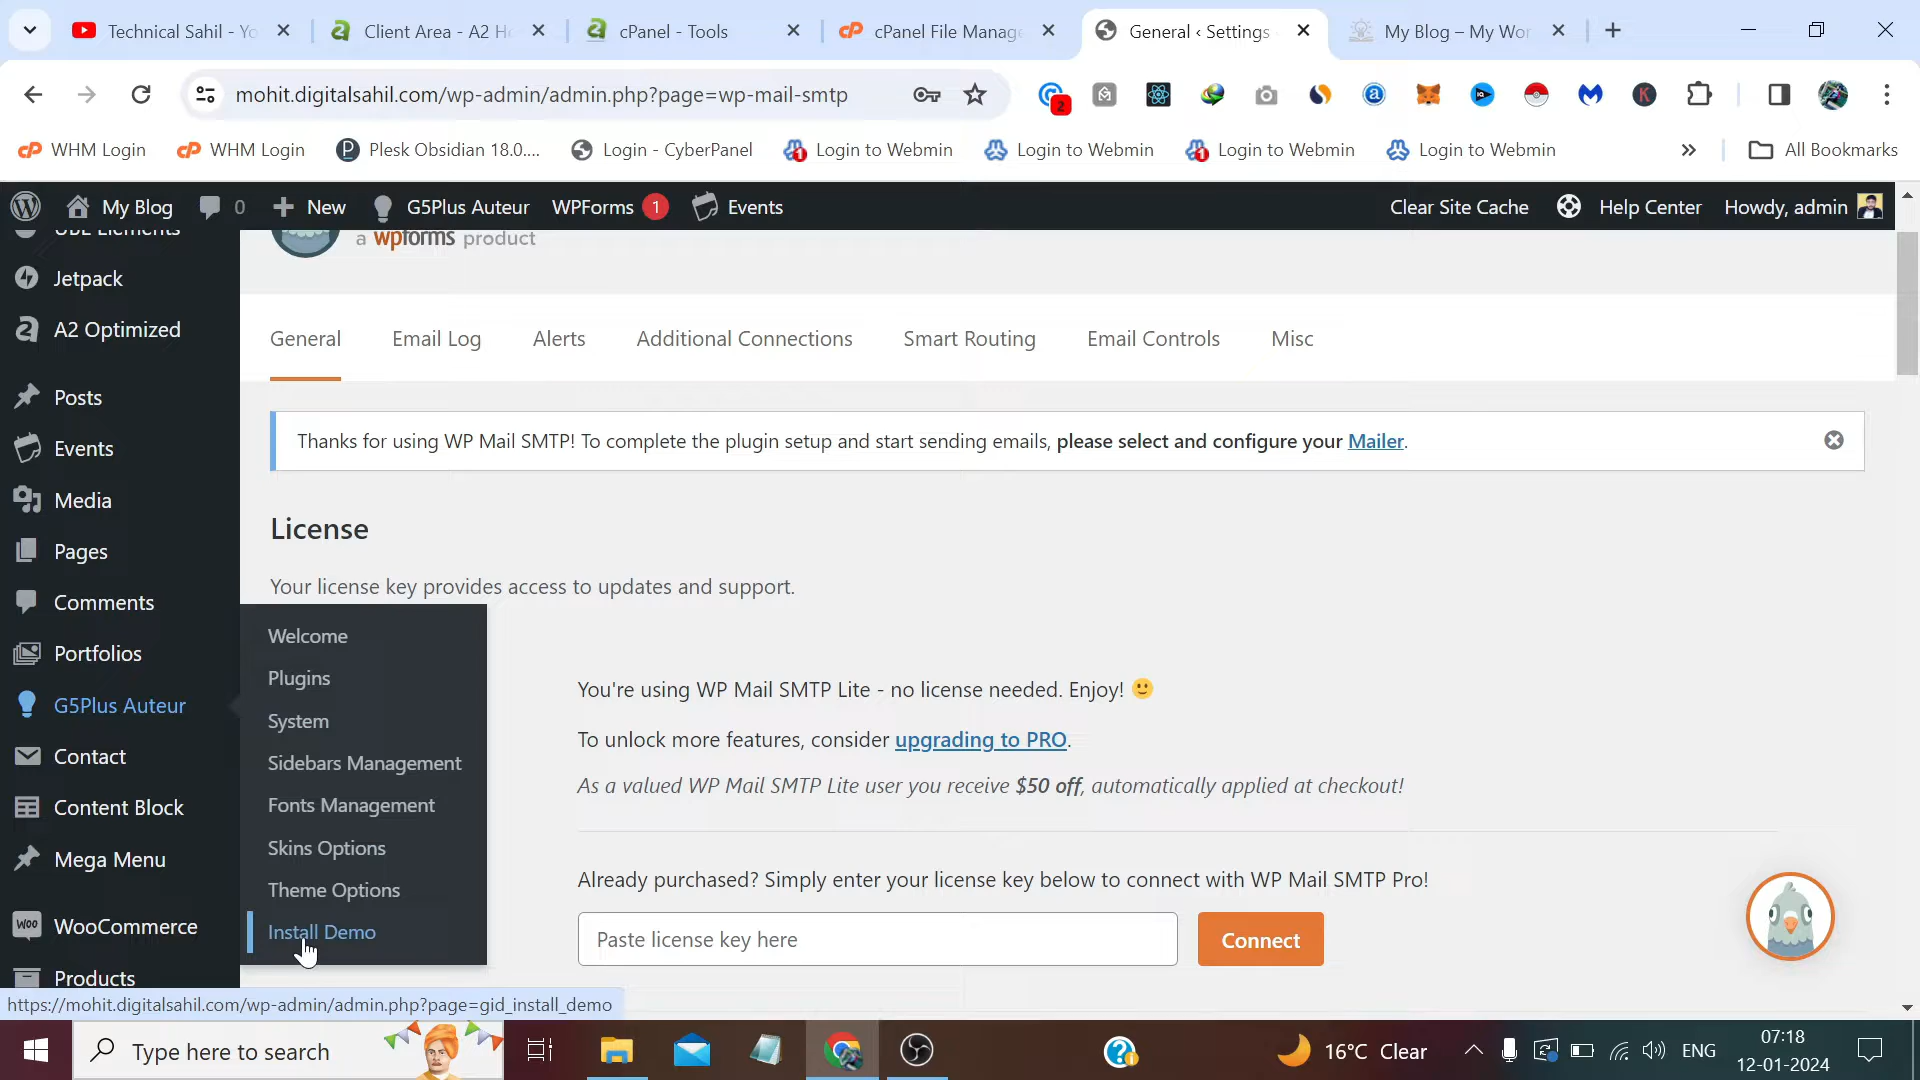 Technical Sahil - Yo
Client Area - A2 Ho
cPanel - Tools
cPanel File Manage
General ‹ Settings
My Blog – My Wor
mohit.digitalsahil.com/wp-admin/admin.php?page=wp-mail-smtp
2
WHM Login
WHM Login
Plesk Obsidian 18.0....
Login - CyberPanel
Login to Webmin
Login to Webmin
Login to Webmin
Login to Webmin
»
All Bookmarks
My Blog
0
New
G5Plus Auteur
WPForms 1
Events
Clear Site Cache
Help Center
Howdy, admin
UBE Elements
Jetpack
A2 Optimized
Posts
Events
Media
Pages
Comments
Portfolios
G5Plus Auteur
Contact
Content Block
Mega Menu
WooCommerce
Products
Welcome
Plugins
System
Sidebars Management
Fonts Management
Skins Options
Theme Options
Install Demo
a wpforms product
General
Email Log
Alerts
Additional Connections
Smart Routing
Email Controls
Misc
Thanks for using WP Mail SMTP! To complete the plugin setup and start sending emails, please select and configure your Mailer.
License
Your license key provides access to updates and support.
You're using WP Mail SMTP Lite - no license needed. Enjoy! 🙂
To unlock more features, consider upgrading to PRO.
As a valued WP Mail SMTP Lite user you receive $50 off, automatically applied at checkout!
Already purchased? Simply enter your license key below to connect with WP Mail SMTP Pro!
Paste license key here
Connect
https://mohit.digitalsahil.com/wp-admin/admin.php?page=gid_install_demo
Type here to search
16°C Clear
ENG
07:18
12-01-2024